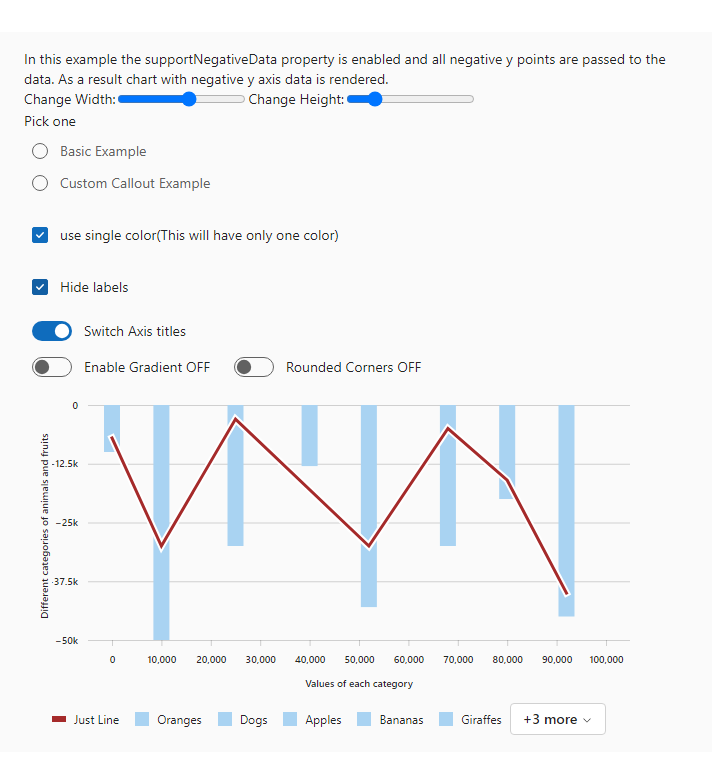 In this example the supportNegativeData property is enabled and all negative y points are passed to the
data. As a result chart with negative y axis data is rendered.
Change Width: Change Height:
Pick one
Basic Example
Custom Callout Example
use single color(This will have only one color)
Hide labels
Switch Axis titles
Enable Gradient OFF Rounded Corners OFF
Different categories of animals and fruits
0
-12.5k
−25k
-37.5k
−50k
0 10,000 20,000 30,000 40,000 50,000 60,000 70,000 80,000 90,000 100,000
Values of each category
Just Line Oranges Dogs Apples Bananas Giraffes +3 more